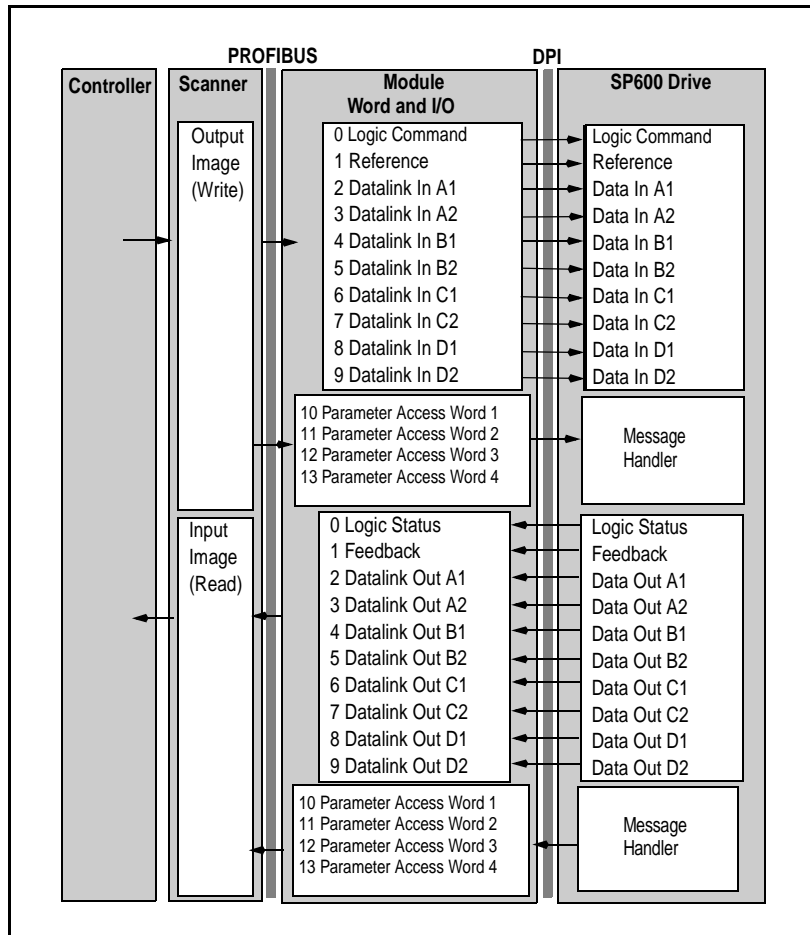 PROFIBUS DPI
Controller Scanner Module SP600 Drive
Word and I/O
Output
Image
(Write)
0 Logic Command
1 Reference
2 Datalink In A1
3 Datalink In A2
4 Datalink In B1
5 Datalink In B2
6 Datalink In C1
7 Datalink In C2
8 Datalink In D1
9 Datalink In D2
Logic Command
Reference
Data In A1
Data In A2
Data In B1
Data In B2
Data In C1
Data In C2
Data In D1
Data In D2
10 Parameter Access Word 1
11 Parameter Access Word 2
12 Parameter Access Word 3
13 Parameter Access Word 4
Message
Handler
Input
Image
(Read)
0 Logic Status
1 Feedback
2 Datalink Out A1
3 Datalink Out A2
4 Datalink Out B1
5 Datalink Out B2
6 Datalink Out C1
7 Datalink Out C2
8 Datalink Out D1
9 Datalink Out D2
Logic Status
Feedback
Data Out A1
Data Out A2
Data Out B1
Data Out B2
Data Out C1
Data Out C2
Data Out D1
Data Out D2
10 Parameter Access Word 1
11 Parameter Access Word 2
12 Parameter Access Word 3
13 Parameter Access Word 4
Message
Handler